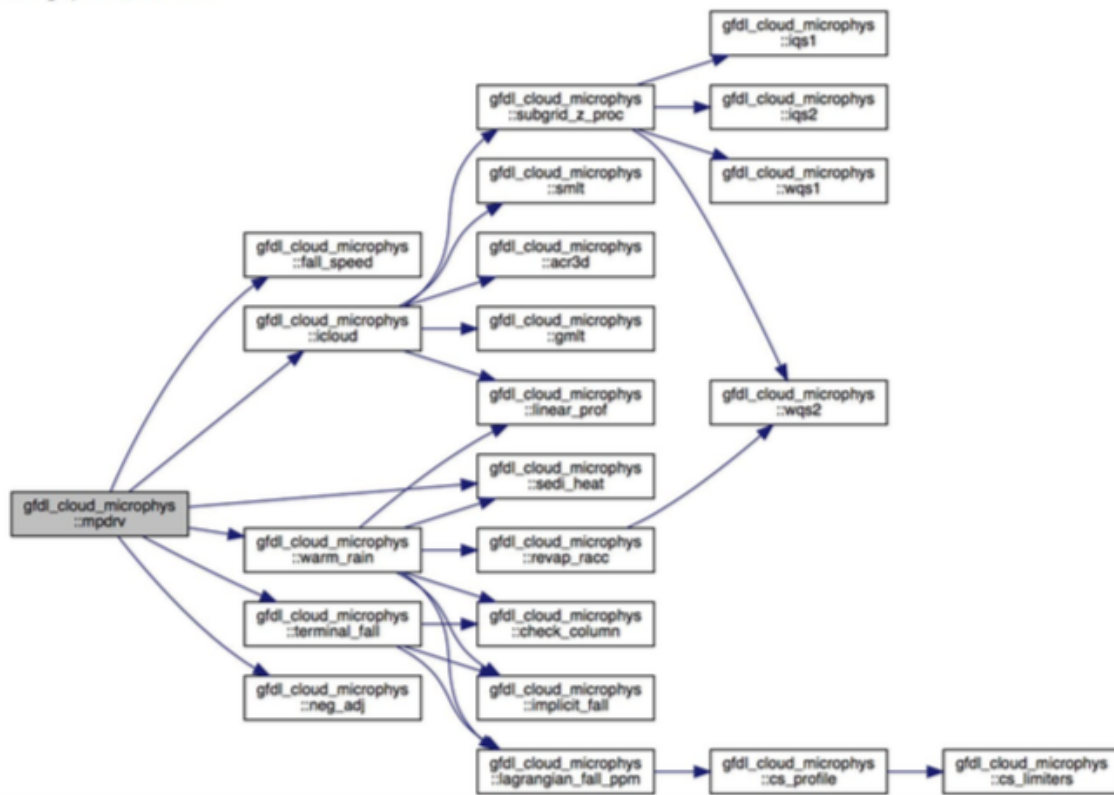 gfdl_cloud_microphys
::iqs1
gfdl_cloud_microphys
::subgrid_z_proc
gfdl_cloud_microphys
::iqs2
gfdl_cloud_microphys
::wqs1
gfdl_cloud_microphys
::smlt
gfdl_cloud_microphys
::fall_speed
gfdl_cloud_microphys
::acr3d
gfdl_cloud_microphys
::icloud
gfdl_cloud_microphys
::gmlt
gfdl_cloud_microphys
::linear_prof
gfdl_cloud_microphys
::wqs2
gfdl_cloud_microphys
::sedi_heat
gfdl_cloud_microphys
::mpdrv
gfdl_cloud_microphys
::warm_rain
gfdl_cloud_microphys
::revap_racc
gfdl_cloud_microphys
::terminal_fall
gfdl_cloud_microphys
::check_column
gfdl_cloud_microphys
::neg_adj
gfdl_cloud_microphys
::implicit_fall
gfdl_cloud_microphys
::lagrangian_fall_ppm
gfdl_cloud_microphys
::cs_profile
gfdl_cloud_microphys
::cs_limiters